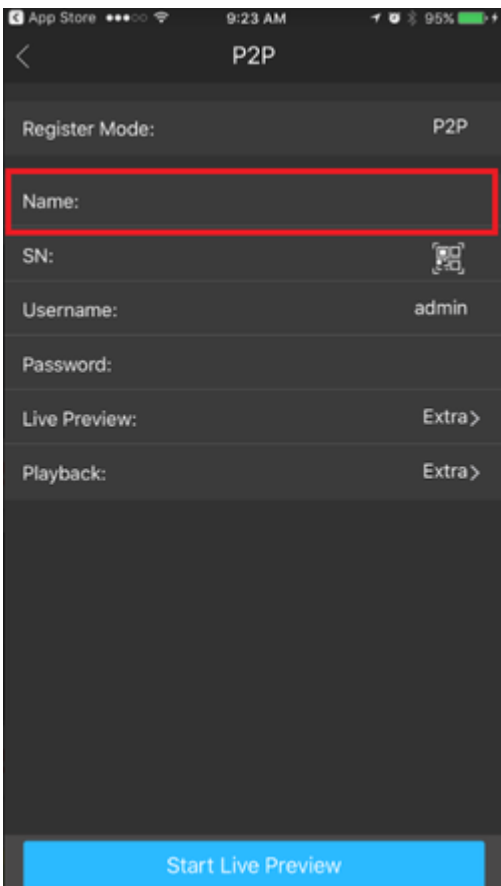 App Store 9:23 AM 95%
P2P
Register Mode: P2P
Name:
SN:
Username: admin
Password:
Live Preview: Extra>
Playback: Extra>
Start Live Preview